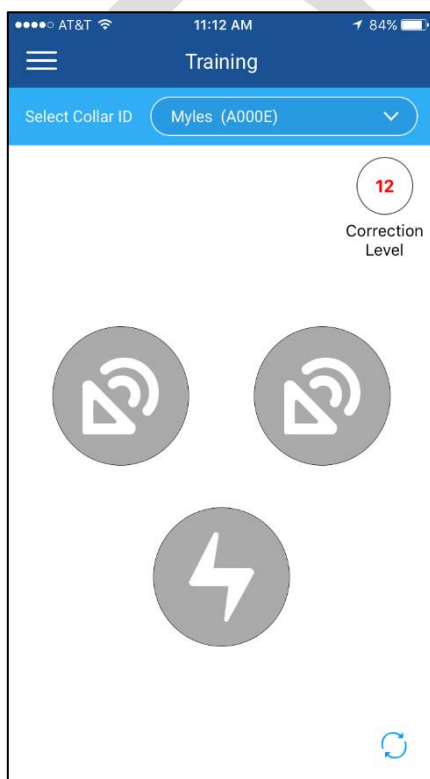 AT&T 11:12 AM 84%
Training
Select Collar ID Myles (A000E)
12
Correction
Level